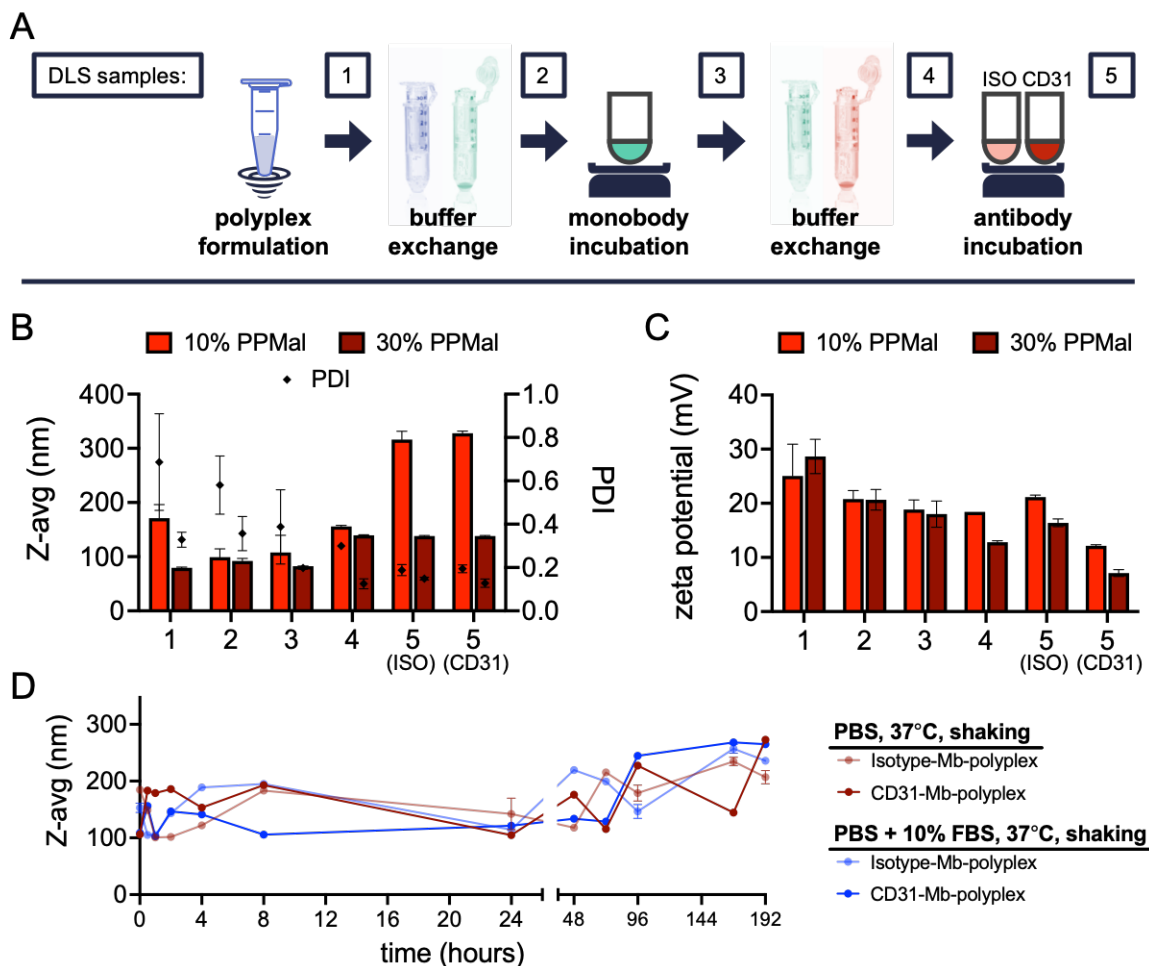 A
DLS samples:
1
2
3
4
ISO CD31
5
polyplex
formulation
buffer
exchange
monobody
incubation
buffer
exchange
antibody
incubation
B
10% PPMal
30% PPMal
PDI
Z-avg (nm)
400
300
200
100
0
1.0
0.8
0.6
0.4
0.2
0.0
PDI
1
2
3
4
5
(ISO)
5
(CD31)
C
10% PPMal
30% PPMal
zeta potential (mV)
40
30
20
10
0
1
2
3
4
5
(ISO)
5
(CD31)
D
Z-avg (nm)
300
200
100
0
0
4
8
12
16
20
24
48
96
144
192
time (hours)
PBS, 37°C, shaking
Isotype-Mb-polyplex
CD31-Mb-polyplex
PBS + 10% FBS, 37°C, shaking
Isotype-Mb-polyplex
CD31-Mb-polyplex